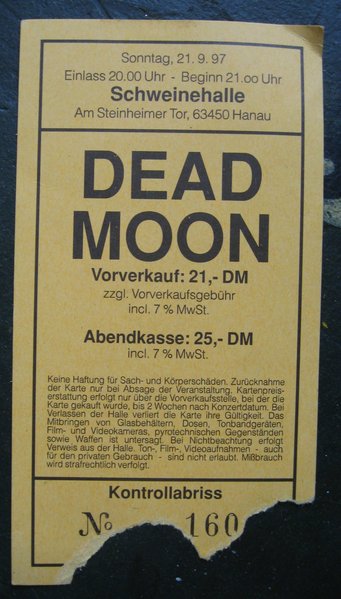 Sonntag, 21. 9. 97
Einlass 20.00 Uhr - Beginn 21.oo Uhr
Schweinehalle
Am Steinheimer Tor, 63450 Hanau
DEAD
MOON
Vorverkauf: 21,- DM
zzgl. Vorverkaufsgebühr
incl. 7 % MwSt.
Abendkasse: 25,- DM
incl. 7 % MwSt.
Keine Haftung für Sach- und Körperschäden. Zurücknahme
der Karte nur bei Absage der Veranstaltung. Kartenpreis-
erstattung erfolgt nur über die Vorverkaufsstelle, bei der die
Karte gekauft wurde, bis 2 Wochen nach Konzertdatum. Bei
Verlassen der Halle verliert die Karte ihre Gültigkeit. Das
Mitbringen von Glasbehältern, Dosen, Tonbandgeräten,
Film- und Videokameras, pyrotechnischen Gegenständen
sowie Waffen ist untersagt. Bei Nichtbeachtung erfolgt
Verweis aus der Halle. Ton-, Film-, Videoaufnahmen - auch
für den privaten Gebrauch - sind nicht erlaubt. Mißbrauch
wird strafrechtlich verfolgt.
Kontrollabriss
No 160